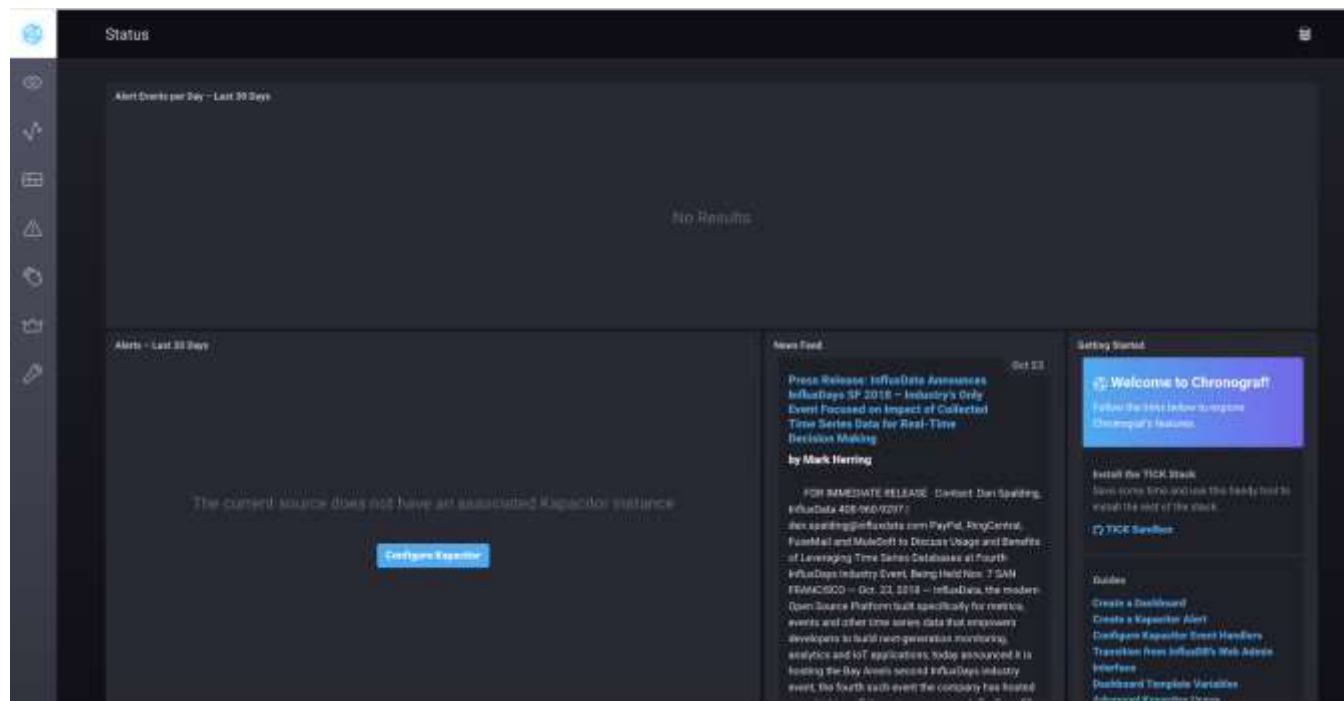 Status
Alert Events per Day – Last 30 Days
No Results
Alerts – Last 30 Days
The current source does not have an associated Kapacitor instance
Configure Kapacitor
News Feed
Oct 23
Press Release: InfluxData Announces
InfluxDays SF 2018 – Industry's Only
Event Focused on Impact of Collected
Time Series Data for Real-Time
Decision Making
by Mark Herring
FOR IMMEDIATE RELEASE Contact: Dan Spalding,
InfluxData 408-960-9297 |
dan.spalding@influxdata.com PayPal, RingCentral,
FuseMail and MuleSoft to Discuss Usage and Benefits
of Leveraging Time Series Databases at Fourth
InfluxDays Industry Event, Being Held Nov. 7 SAN
FRANCISCO — Oct. 23, 2018 — InfluxData, the modern
Open Source Platform built specifically for metrics,
events and other time series data that empowers
developers to build next-generation monitoring,
analytics and IoT applications, today announced it is
hosting the Bay Area's second InfluxDays industry
event, the fourth such event the company has hosted
Getting Started
Welcome to Chronograf!
Follow the links below to explore
Chronograf's features.
Install the TICK Stack
Save some time and use this handy tool to
install the rest of the stack:
TICK Sandbox
Guides
Create a Dashboard
Create a Kapacitor Alert
Configure Kapacitor Event Handlers
Transition from InfluxDB's Web Admin
Interface
Dashboard Template Variables
Advanced Kapacitor Usage